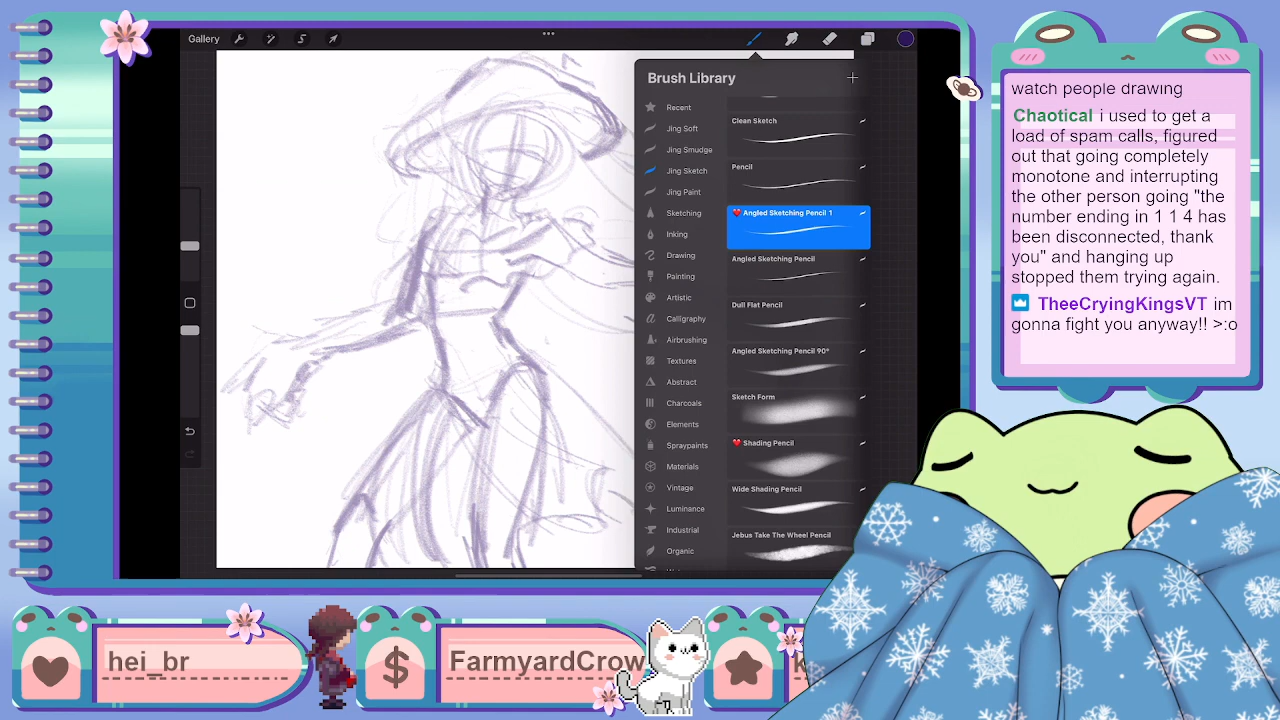 Gallery
Brush Library
Recent
Jing Soft
Jing Smudge
Jing Sketch
Jing Paint
Sketching
Inking
Drawing
Painting
Artistic
Calligraphy
Airbrushing
Textures
Abstract
Charcoals
Elements
Spraypaints
Materials
Vintage
Luminance
Industrial
Organic
Clean Sketch
Pencil
Angled Sketching Pencil 1
Angled Sketching Pencil
Dull Flat Pencil
Angled Sketching Pencil 90°
Sketch Form
Shading Pencil
Wide Shading Pencil
Jebus Take The Wheel Pencil
watch people drawing
Chaotical i used to get a
load of spam calls, figured
out that going completely
monotone and interrupting
the other person going "the
number ending in 1 1 4 has
been disconnected, thank
you" and hanging up
stopped them trying again.
TheeCryingKingsVT im
gonna fight you anyway!! >:o
hei_br
$
FarmyardCrow